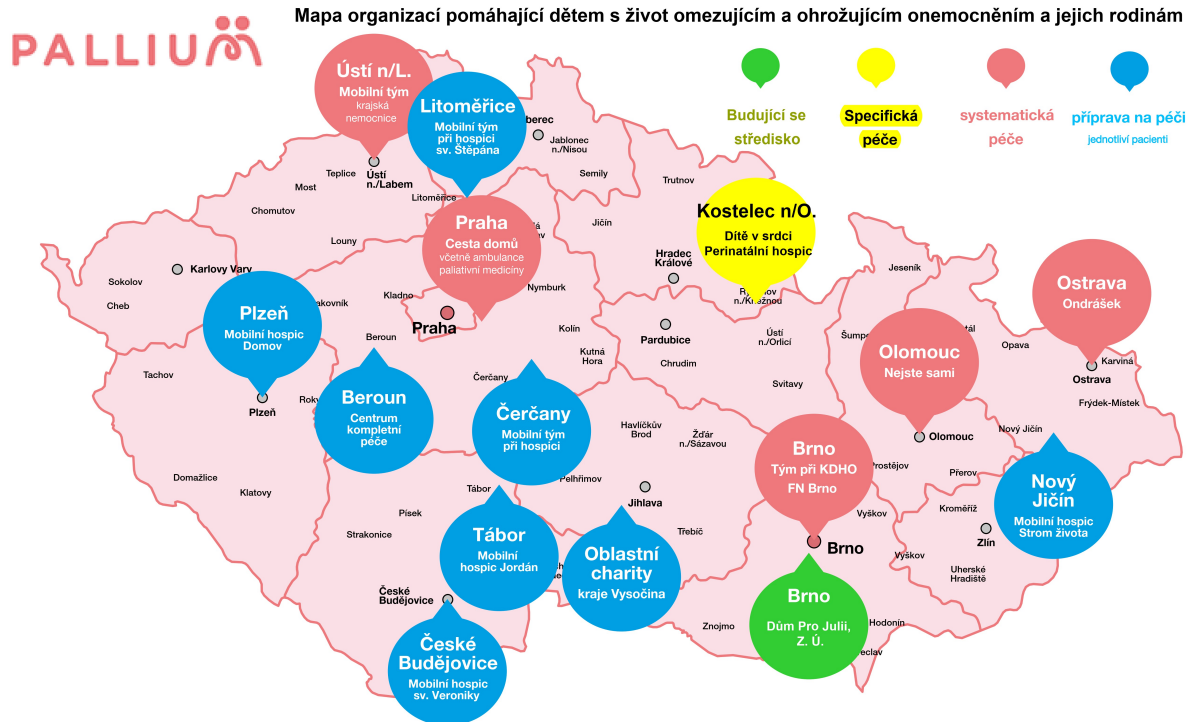 Mapa organizací pomáhající dětem s život omezujícím a ohrožujícím onemocněním a jejich rodinám
PALLIUM
Budující se
středisko
Specifická
péče
systematická
péče
příprava na péči
jednotliví pacienti
Ústí n/L.
Mobilní tým
krajská
nemocnice
Litoměřice
Mobilní tým
při hospici
sv. Štěpána
Jablonec
n./Nisou
Semily
Trutnov
Teplice
Most
Ústí
n./Labem
Chomutov
Litoměřice
Louny
Jičín
Praha
Cesta domů
včetně ambulance
paliativní medicíny
Kostelec n/O.
Dítě v srdci
Perinatální hospic
Hradec
Králové
Jeseník
Karlovy Vary
Sokolov
Cheb
Kladno
Nymburk
Praha
Plzeň
Mobilní hospic
Domov
Beroun
Kolín
Kutná
Hora
Pardubice
Chrudim
Ústí
n./Orlicí
Svitavy
Ostrava
Ondrášek
Opava
Karviná
Ostrava
Frýdek-Místek
Olomouc
Nejste sami
Olomouc
Nový Jičín
Tachov
Plzeň
Čerčany
Beroun
Centrum
kompletní
péče
Čerčany
Mobilní tým
při hospici
Havlíčkův
Brod
Žďár
n./Sázavou
Brno
Tým při KDHO
FN Brno
Prostějov
Přerov
Nový
Jičín
Mobilní hospic
Strom života
Domažlice
Klatovy
Tábor
Pelhřimov
Jihlava
Písek
Strakonice
Třebíč
Vyškov
Kroměříž
Zlín
Brno
Vyškov
Uherské
Hradiště
Tábor
Mobilní
hospic Jordán
Oblastní
charity
kraje Vysočina
České
Budějovice
Brno
Dům Pro Julii,
Z. Ú.
Znojmo
Hodonín
České
Budějovice
Mobilní hospic
sv. Veroniky